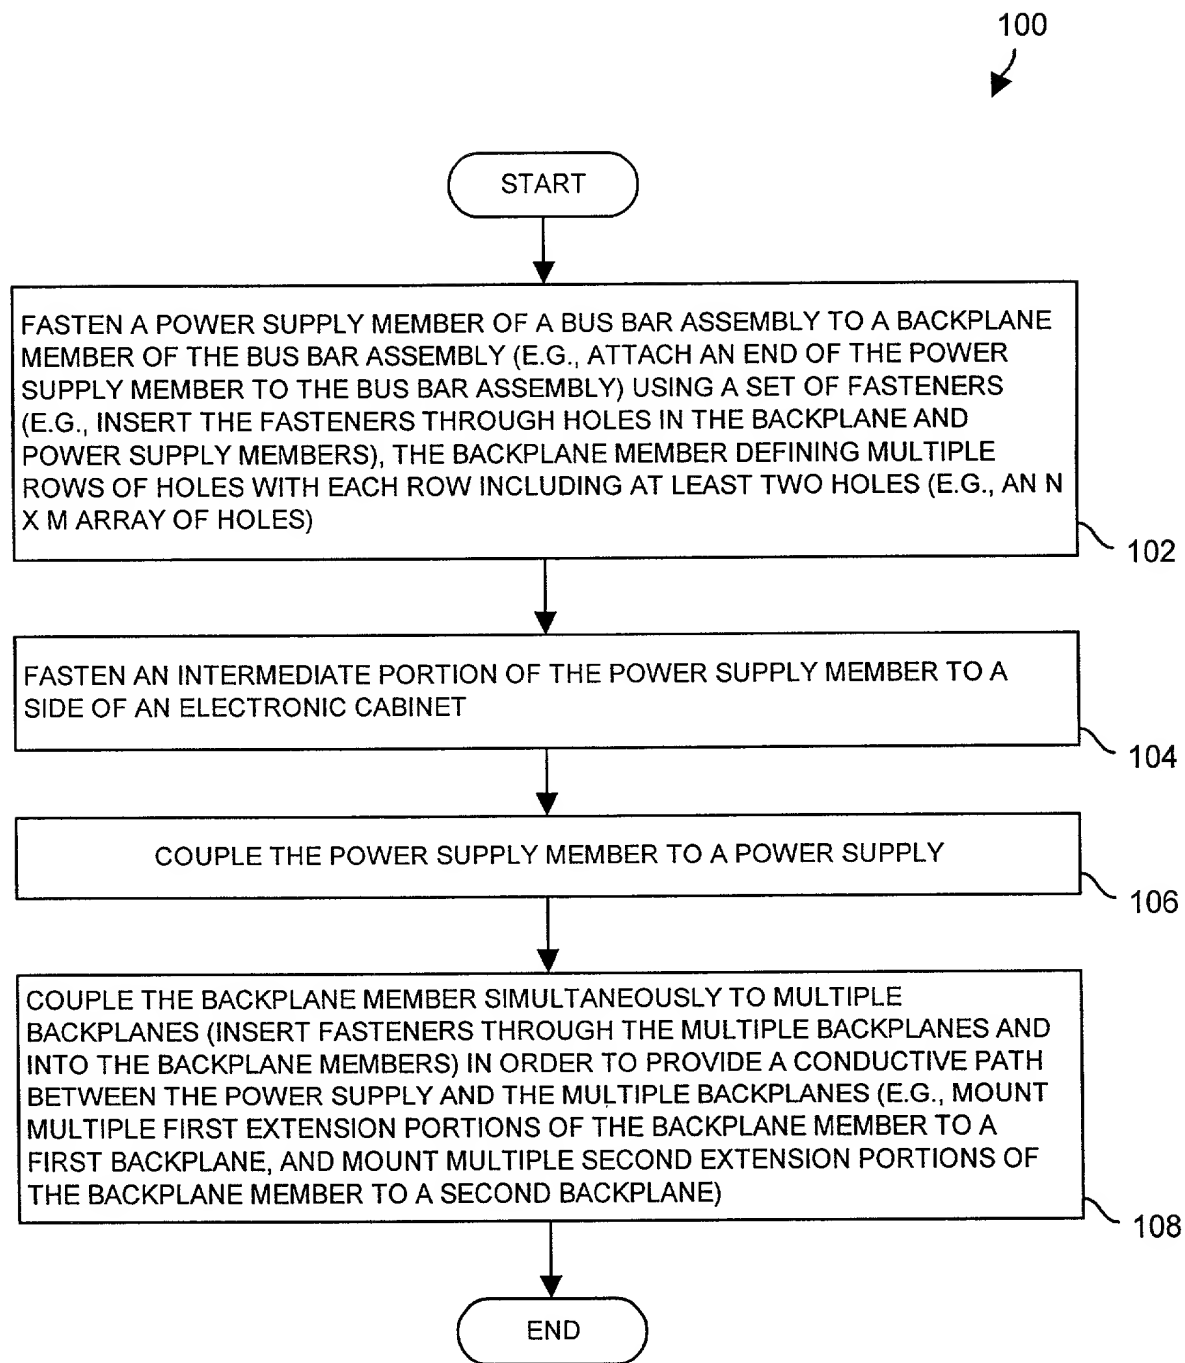 100
START
FASTEN A POWER SUPPLY MEMBER OF A BUS BAR ASSEMBLY TO A BACKPLANE
MEMBER OF THE BUS BAR ASSEMBLY (E.G., ATTACH AN END OF THE POWER
SUPPLY MEMBER TO THE BUS BAR ASSEMBLY) USING A SET OF FASTENERS
(E.G., INSERT THE FASTENERS THROUGH HOLES IN THE BACKPLANE AND
POWER SUPPLY MEMBERS), THE BACKPLANE MEMBER DEFINING MULTIPLE
ROWS OF HOLES WITH EACH ROW INCLUDING AT LEAST TWO HOLES (E.G., AN N
X M ARRAY OF HOLES)
102
FASTEN AN INTERMEDIATE PORTION OF THE POWER SUPPLY MEMBER TO A
SIDE OF AN ELECTRONIC CABINET
104
COUPLE THE POWER SUPPLY MEMBER TO A POWER SUPPLY
106
COUPLE THE BACKPLANE MEMBER SIMULTANEOUSLY TO MULTIPLE
BACKPLANES (INSERT FASTENERS THROUGH THE MULTIPLE BACKPLANES AND
INTO THE BACKPLANE MEMBERS) IN ORDER TO PROVIDE A CONDUCTIVE PATH
BETWEEN THE POWER SUPPLY AND THE MULTIPLE BACKPLANES (E.G., MOUNT
MULTIPLE FIRST EXTENSION PORTIONS OF THE BACKPLANE MEMBER TO A
FIRST BACKPLANE, AND MOUNT MULTIPLE SECOND EXTENSION PORTIONS OF
THE BACKPLANE MEMBER TO A SECOND BACKPLANE)
108
END